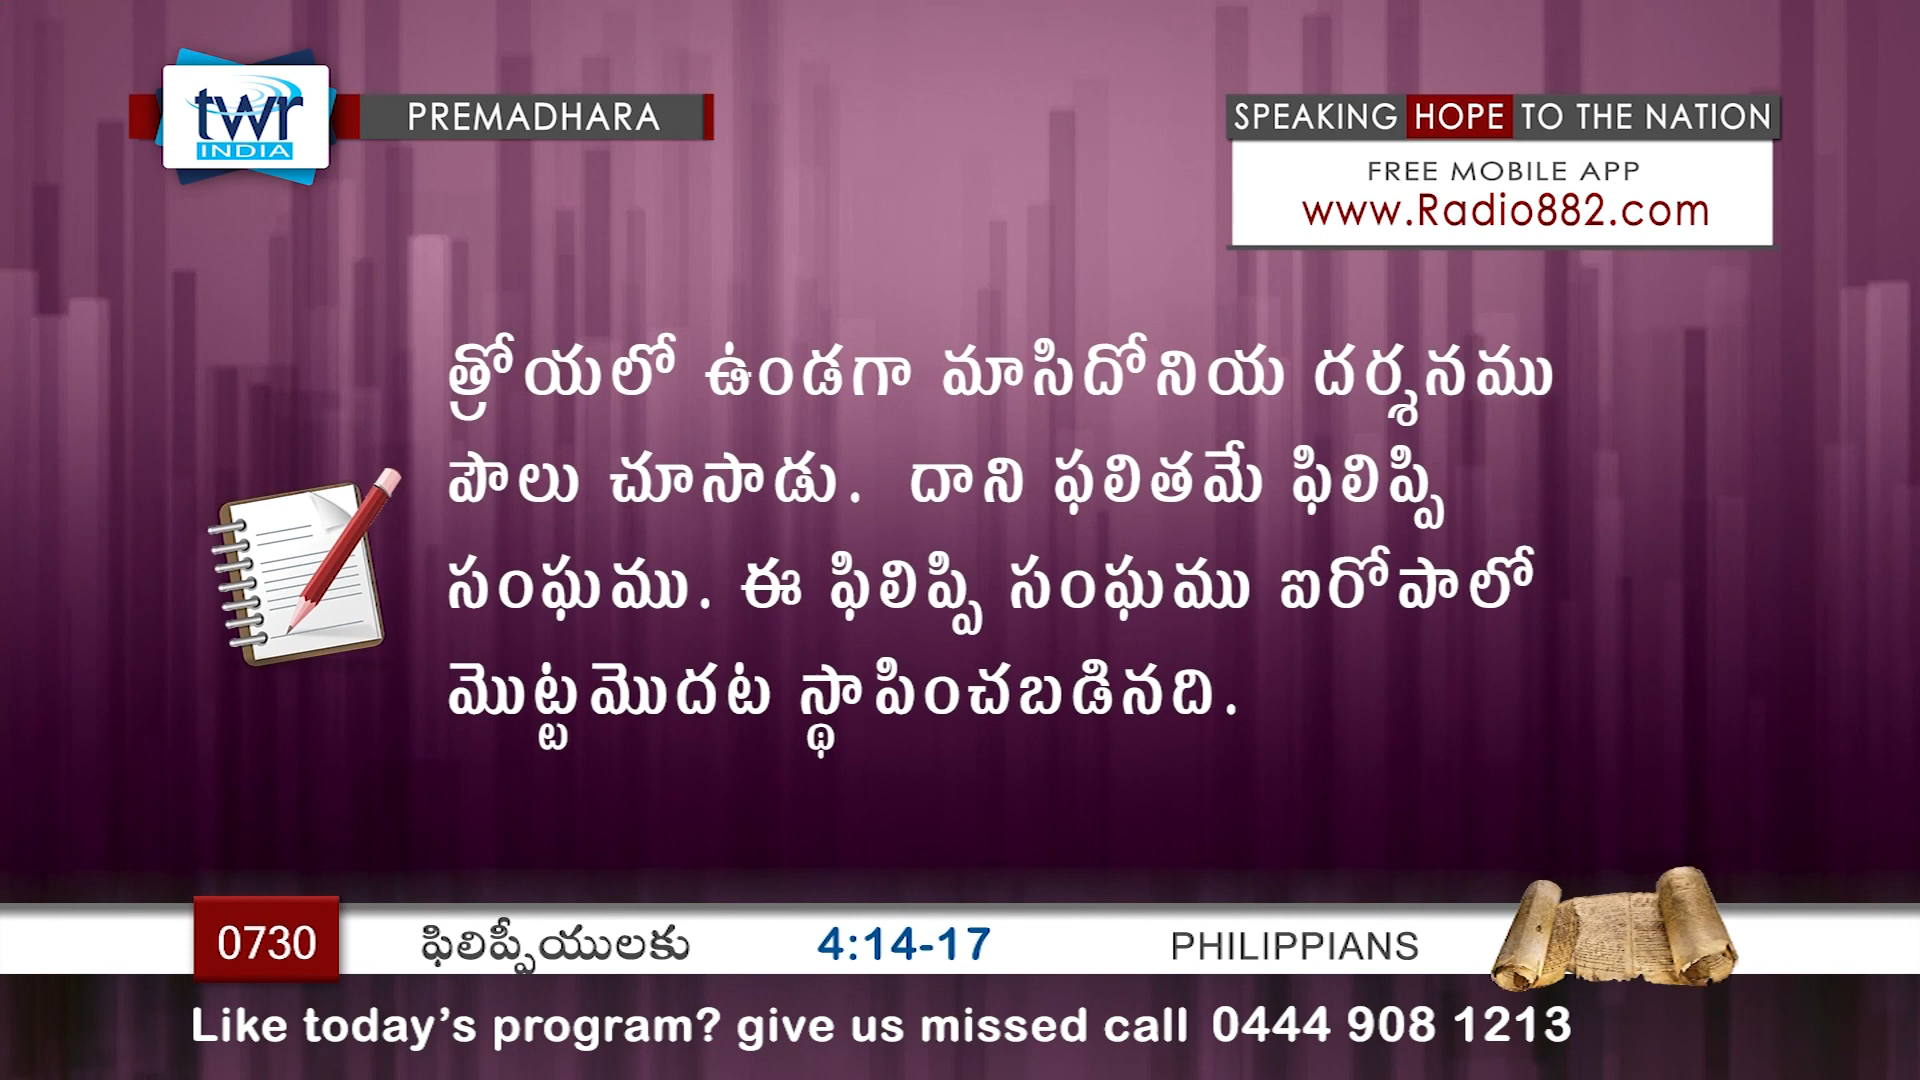 twr
INDIA
PREMADHARA
SPEAKING HOPE TO THE NATION
FREE MOBILE APP
www.Radio882.com
త్రోయలో ఉండగా మాసిదోనియ దర్శనము
పౌలు చూసాడు. దాని ఫలితమే ఫిలిప్పి
సంఘము. ఈ ఫిలిప్పి సంఘము ఐరోపాలో
మొట్టమొదట స్థాపించబడినది.
0730 ఫిలిప్పీయులకు 4:14-17 PHILIPPIANS
Like today's program? give us missed call 0444 908 1213